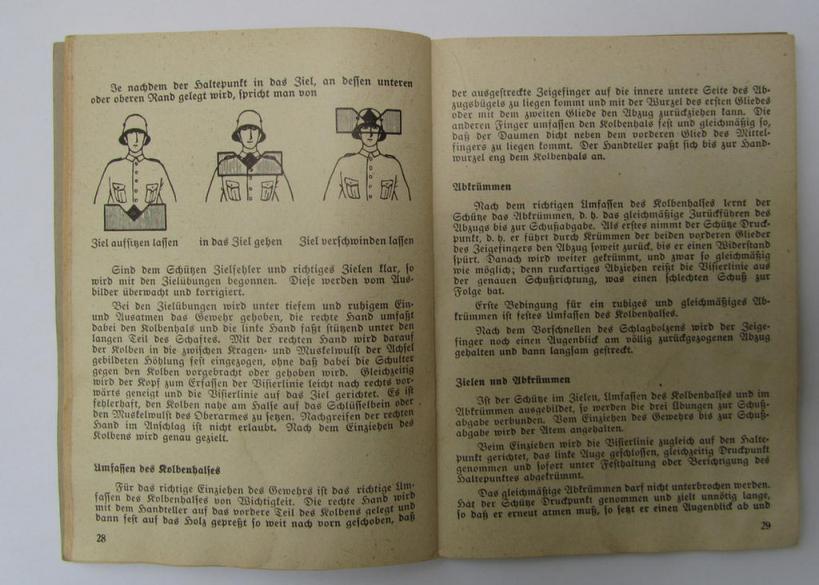 Je nachdem der Haltepunkt in das Ziel, an dessen unteren
oder oberen Rand gelegt wird, spricht man von
Ziel aufsitzen lassen in das Ziel gehen Ziel verschwinden lassen
Sind dem Schützen Zielfehler und richtiges Zielen klar, so
wird mit den Zielübungen begonnen. Diese werden vom Aus-
bilder überwacht und korrigiert.
Bei den Zielübungen wird unter tiefem und ruhigem Ein-
und Ausatmen das Gewehr gehoben, die rechte Hand umfaßt
dabei den Kolbenhals und die linke Hand faßt stützend unter den
langen Teil des Schaftes. Mit der rechten Hand wird darauf
der Kolben in die zwischen Kragen- und Muskelwulst der Achsel
gebildeten Höhlung fest eingezogen, ohne daß dabei die Schulter
gegen den Kolben vorgebracht oder gehoben wird. Gleichzeitig
wird der Kopf zum Erfassen der Visierlinie leicht nach rechts vor-
wärts geneigt und die Visierlinie auf das Ziel gerichtet. Es ist
fehlerhaft, den Kolben nahe am Halse auf das Schlüsselbein oder
den Muskelwulst des Oberarmes zu setzen. Nachgreifen der rechten
Hand im Anschlag ist nicht erlaubt. Nach dem Einziehen des
Kolbens wird genau gezielt.
Umfassen des Kolbenhalses
Für das richtige Einziehen des Gewehrs ist das richtige Um-
fassen des Kolbenhalses von Wichtigkeit. Die rechte Hand wird
mit dem Handteller auf das vordere Teil des Kolbens gelegt und
dann fest auf das Holz gepreßt so weit nach vorn geschoben, daß
28
der ausgestreckte Zeigefinger auf die innere untere Seite des Ab-
zugsbügels zu liegen kommt und mit der Wurzel des ersten Gliedes
oder mit dem zweiten Gliede den Abzug zurückziehen kann. Die
anderen Finger umfassen den Kolbenhals fest und gleichmäßig so,
daß der Daumen dicht neben dem vorderen Glied des Mittel-
fingers zu liegen kommt. Der Handteller paßt sich bis zur Hand-
wurzel eng dem Kolbenhals an.
Abkrümmen
Nach dem richtigen Umfassen des Kolbenhalses lernt der
Schütze das Abkrümmen, d. h. das gleichmäßige Zurückführen des
Abzugs bis zur Schußabgabe. Als erstes nimmt der Schütze Druck-
punkt, d. h. er führt durch Krümmen der beiden vorderen Glieder
des Zeigefingers den Abzug soweit zurück, bis er einen Widerstand
spürt. Danach wird weiter gekrümmt, und zwar so gleichmäßig
wie möglich; denn ruckartiges Abziehen reißt die Visierlinie aus
der genauen Schußrichtung, was einen schlechten Schuß zur
Folge hat.
Erste Bedingung für ein ruhiges und gleichmäßiges Ab-
krümmen ist festes Umfassen des Kolbenhalses.
Nach dem Vorschnellen des Schlagbolzens wird der Zeige-
finger noch einen Augenblick am völlig zurückgezogenen Abzug
gehalten und dann langsam gestreckt.
Zielen und Abkrümmen
Ist der Schütze im Zielen, Umfassen des Kolbenhalses und im
Abkrümmen ausgebildet, so werden die drei Übungen zur Schuß-
abgabe verbunden. Vom Einziehen des Gewehrs bis zur Schuß-
abgabe wird der Atem angehalten.
Beim Einziehen wird die Visierlinie zugleich auf den Halte-
punkt gerichtet, das linke Auge geschlossen, gleichzeitig Druckpunkt
genommen und sofort unter Festhaltung oder Berichtigung des
Haltepunktes abgekrümmt.
Das gleichmäßige Abkrümmen darf nicht unterbrochen werden.
Hat der Schütze Druckpunkt genommen und zielt unnötig lange,
so daß er erneut atmen muß, so setzt er einen Augenblick ab und
29